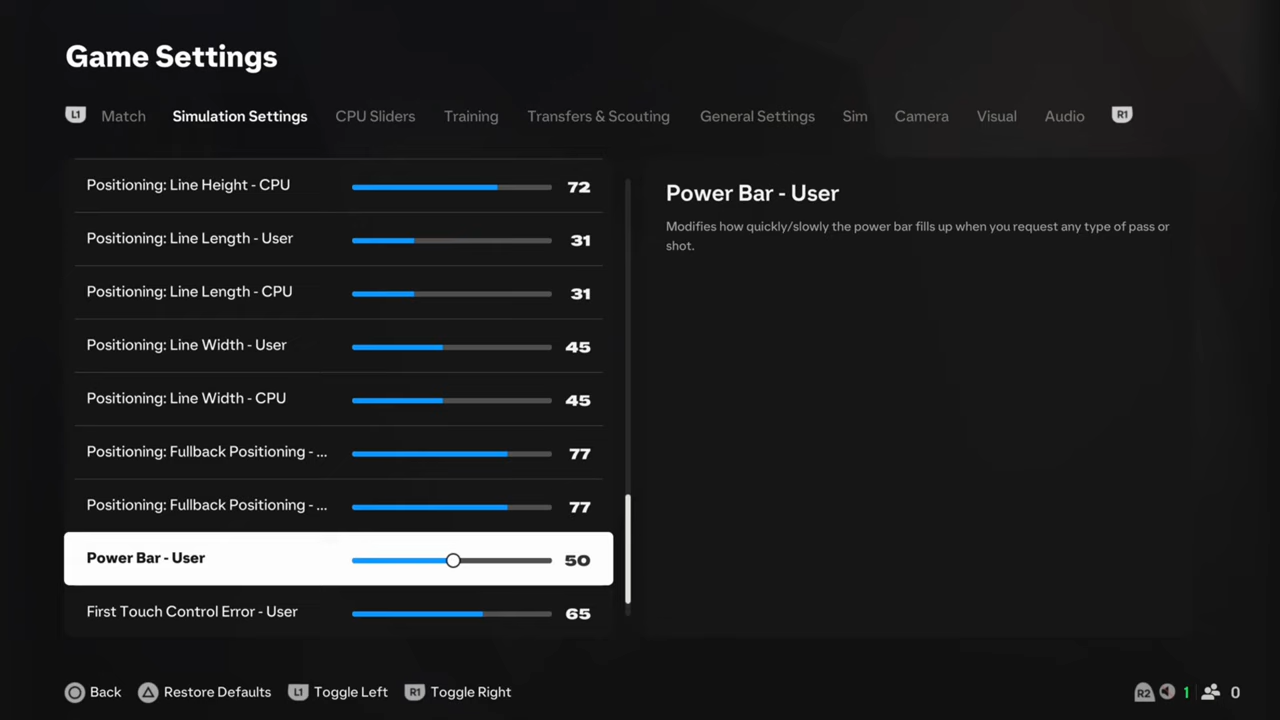 Game Settings
L1 Match Simulation Settings CPU Sliders Training Transfers & Scouting General Settings Sim Camera Visual Audio R1
Positioning: Line Height - CPU 72
Positioning: Line Length - User 31
Positioning: Line Length - CPU 31
Positioning: Line Width - User 45
Positioning: Line Width - CPU 45
Positioning: Fullback Positioning - ... 77
Positioning: Fullback Positioning - ... 77
Power Bar - User 50
First Touch Control Error - User 65
Power Bar - User
Modifies how quickly/slowly the power bar fills up when you request any type of pass or
shot.
Back Restore Defaults L1 Toggle Left R1 Toggle Right
R2 1 0